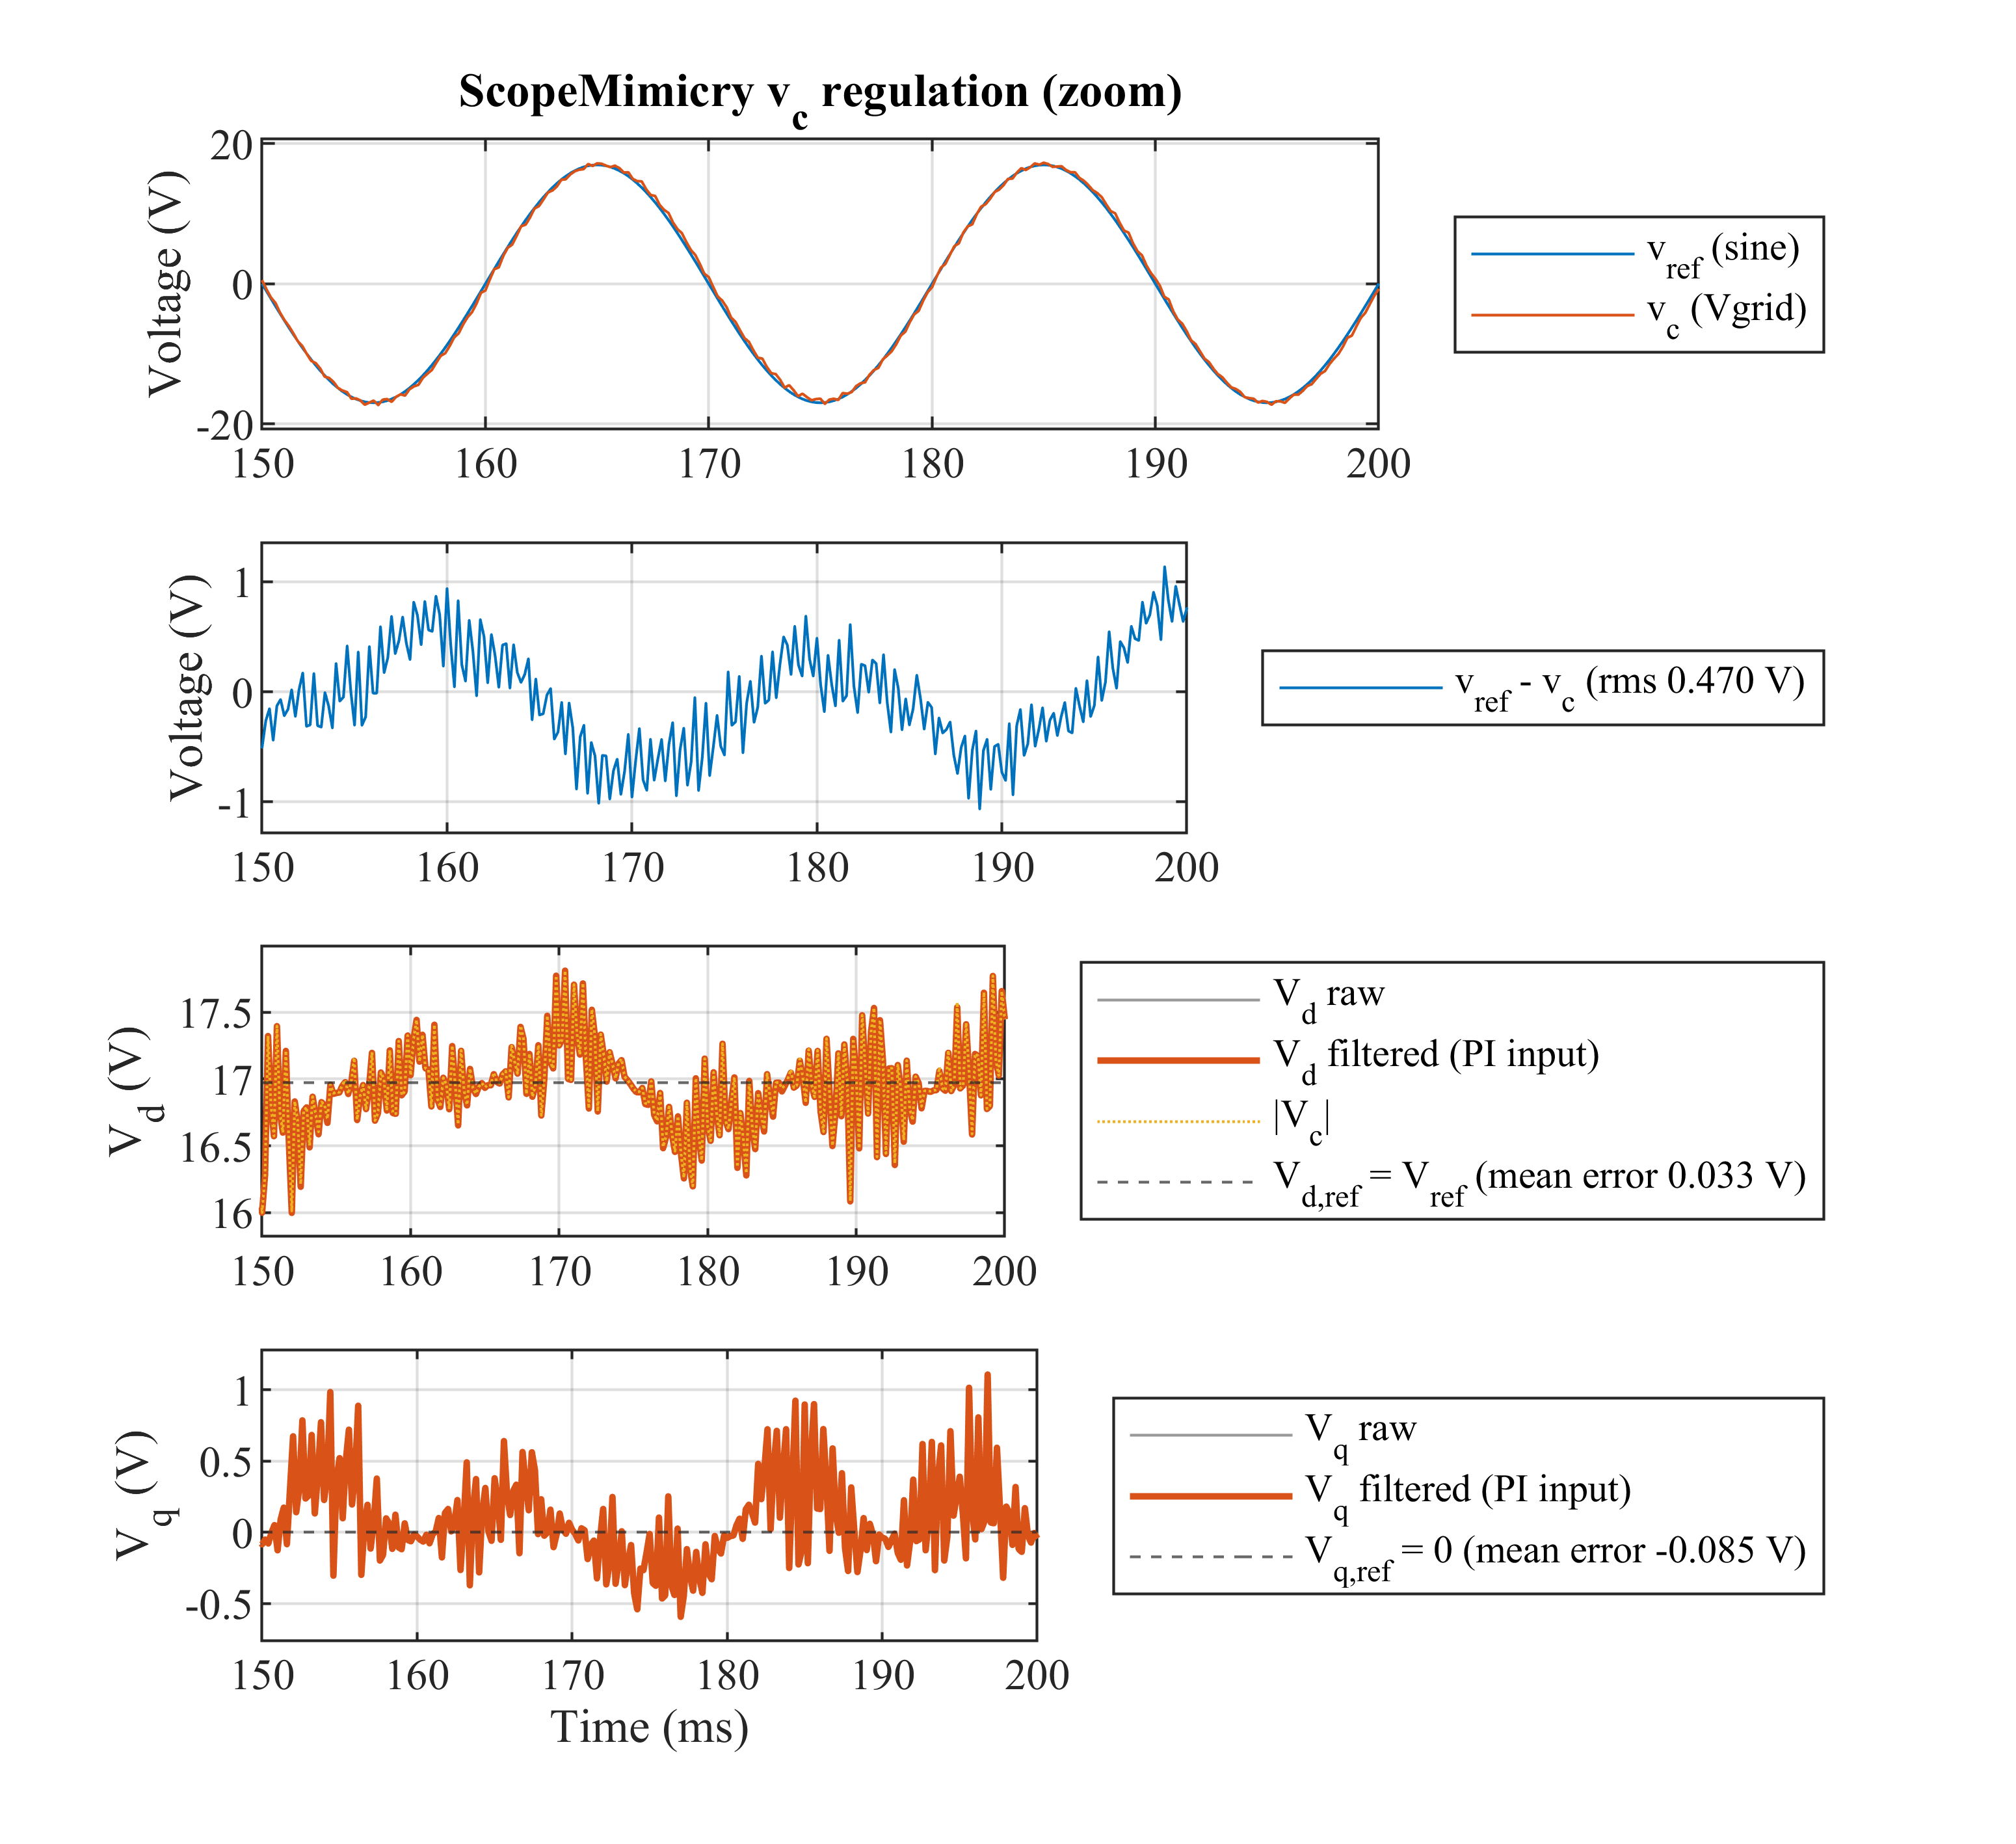 ScopeMimicry v_c regulation (zoom)
Voltage (V)
20
0
-20
150 160 170 180 190 200
v_ref (sine)
v_c (Vgrid)
Voltage (V)
1
0
-1
150 160 170 180 190 200
v_ref - v_c (rms 0.470 V)
V_d (V)
17.5
17
16.5
16
150 160 170 180 190 200
V_d raw
V_d filtered (PI input)
|V_c|
V_d,ref = V_ref (mean error 0.033 V)
V_q (V)
1
0.5
0
-0.5
150 160 170 180 190 200
Time (ms)
V_q raw
V_q filtered (PI input)
V_q,ref = 0 (mean error -0.085 V)